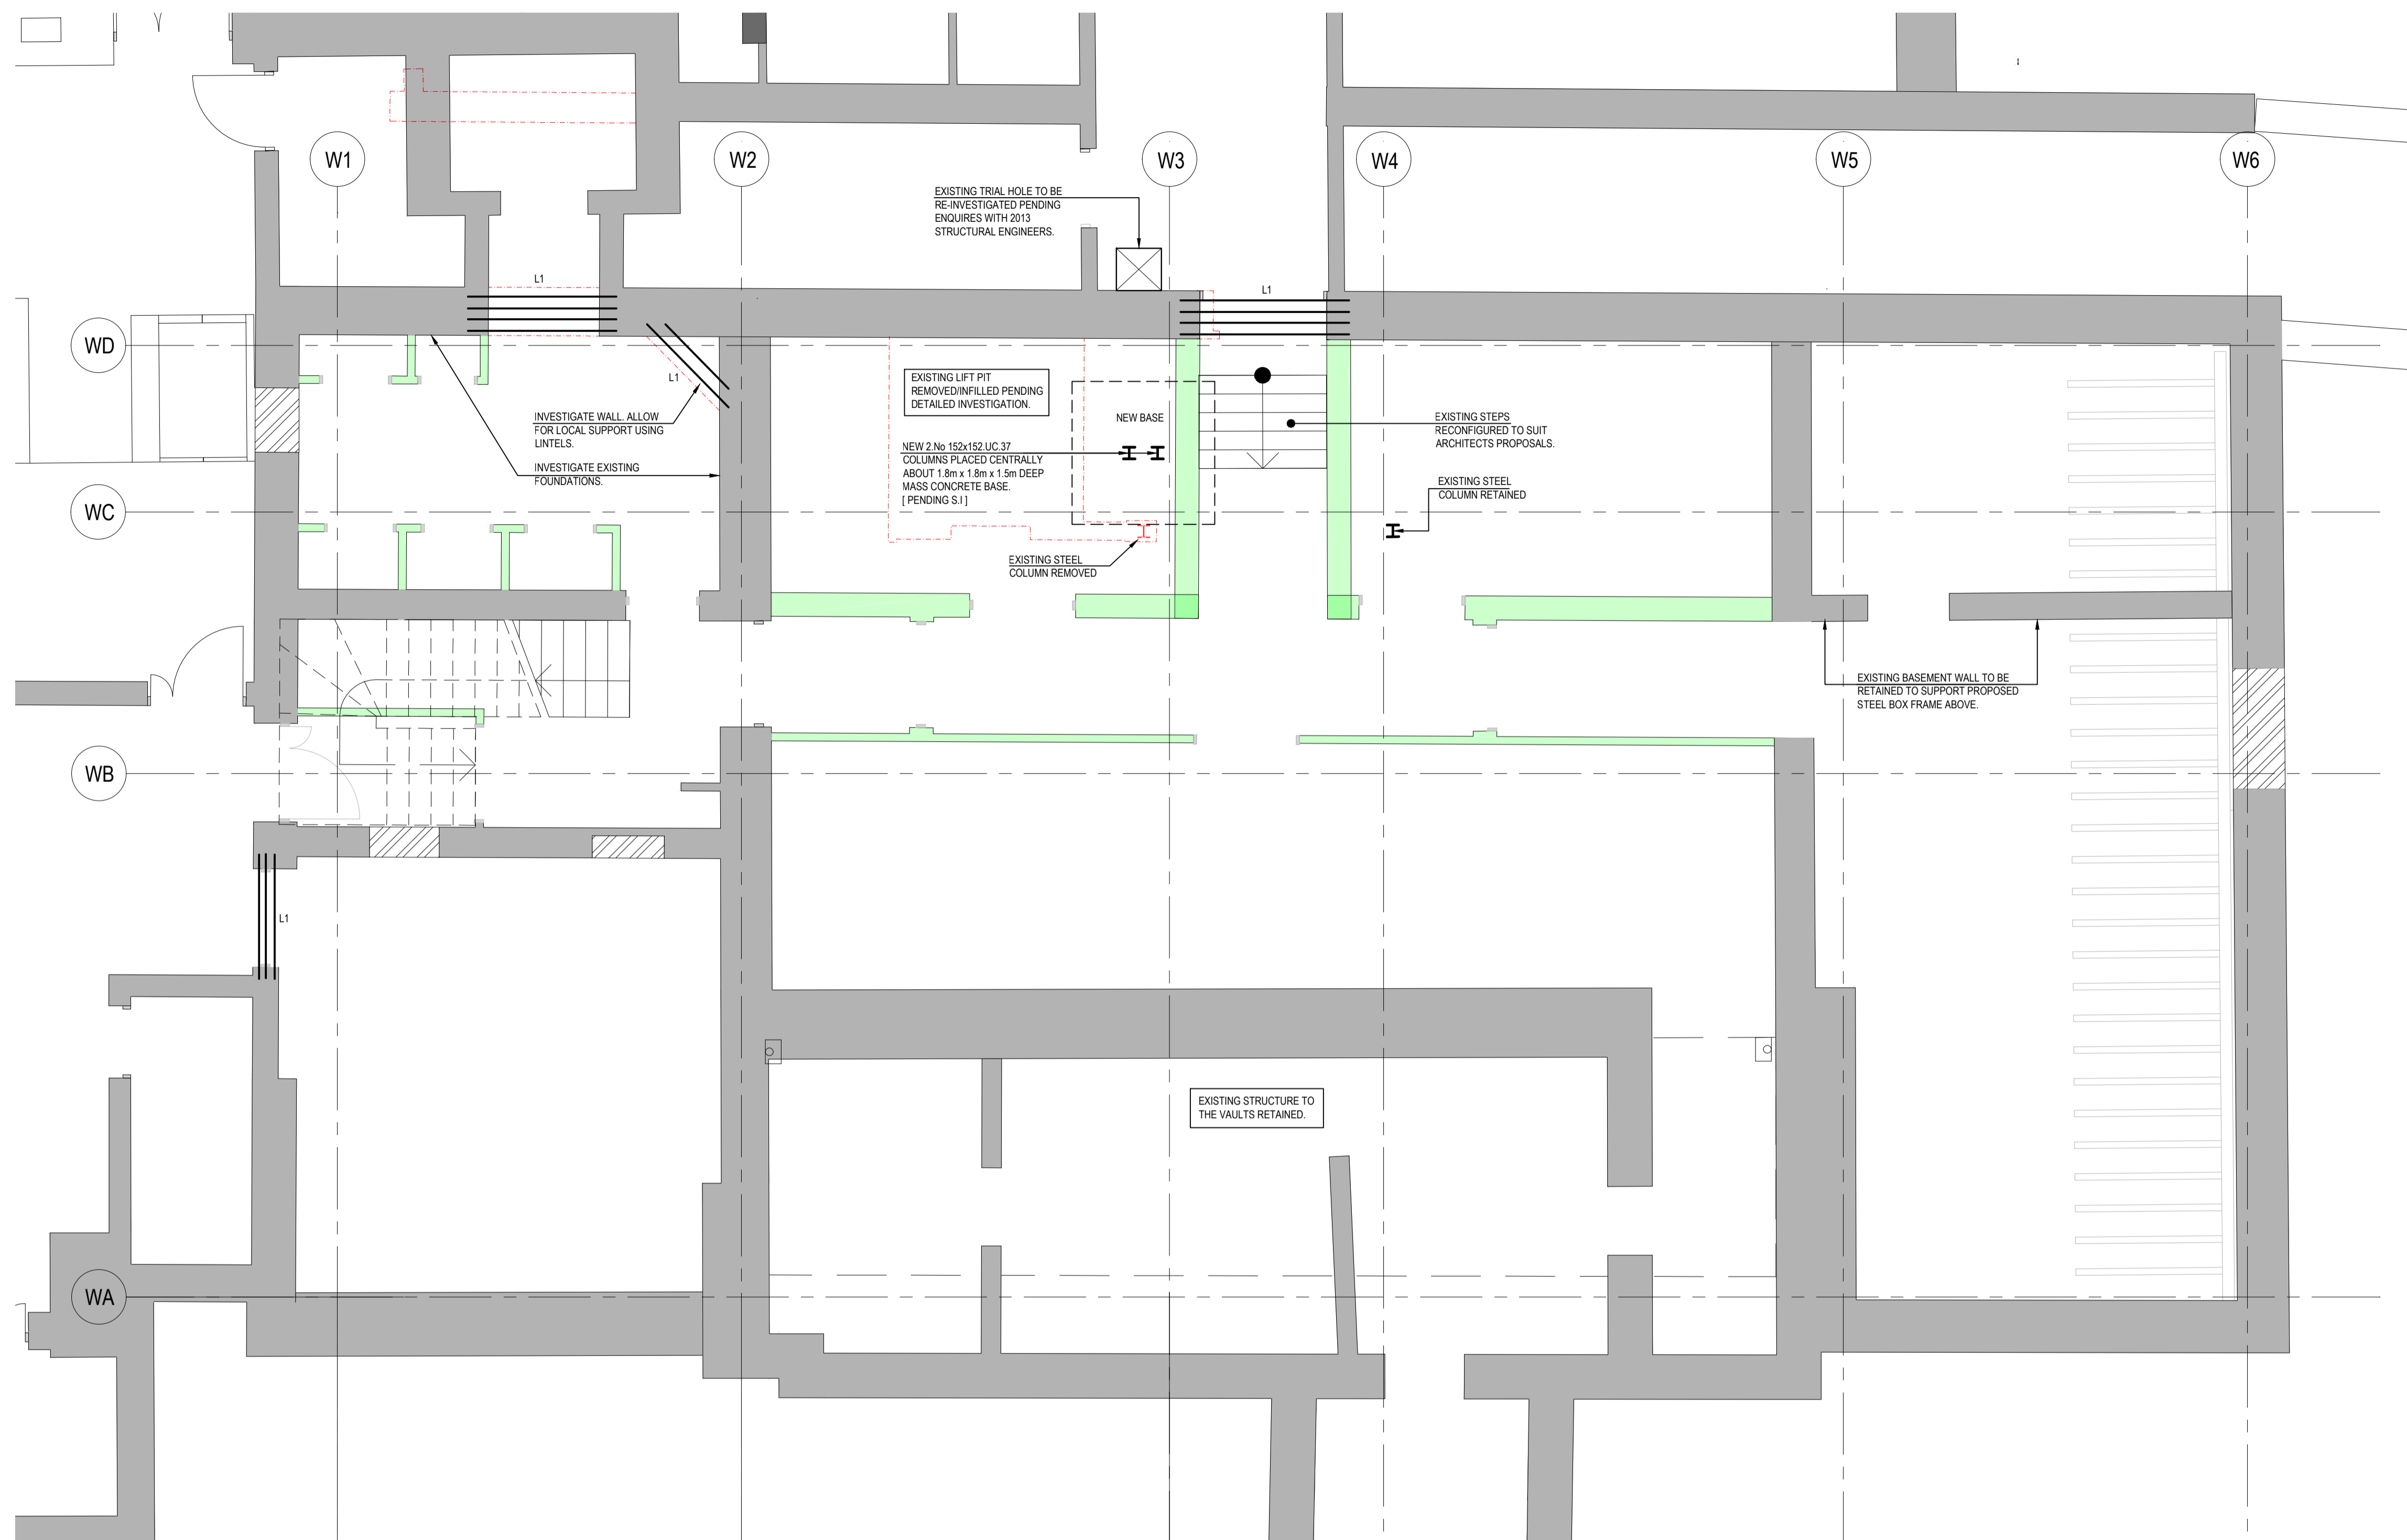 W1
W2
W3
W4
W5
W6
EXISTING TRIAL HOLE TO BE
RE-INVESTIGATED PENDING
ENQUIRES WITH 2013
STRUCTURAL ENGINEERS.
L1
L1
WD
L1
EXISTING LIFT PIT
REMOVED/INFILLED PENDING
DETAILED INVESTIGATION.
NEW BASE
INVESTIGATE WALL. ALLOW
FOR LOCAL SUPPORT USING
LINTELS.
EXISTING STEPS
RECONFIGURED TO SUIT
ARCHITECTS PROPOSALS.
NEW 2.No 152x152.UC.37
COLUMNS PLACED CENTRALLY
ABOUT 1.8m x 1.8m x 1.5m DEEP
MASS CONCRETE BASE.
[ PENDING S.I ]
INVESTIGATE EXISTING
FOUNDATIONS.
EXISTING STEEL
COLUMN RETAINED
WC
EXISTING STEEL
COLUMN REMOVED
EXISTING BASEMENT WALL TO BE
RETAINED TO SUPPORT PROPOSED
STEEL BOX FRAME ABOVE.
WB
L1
EXISTING STRUCTURE TO
THE VAULTS RETAINED.
WA